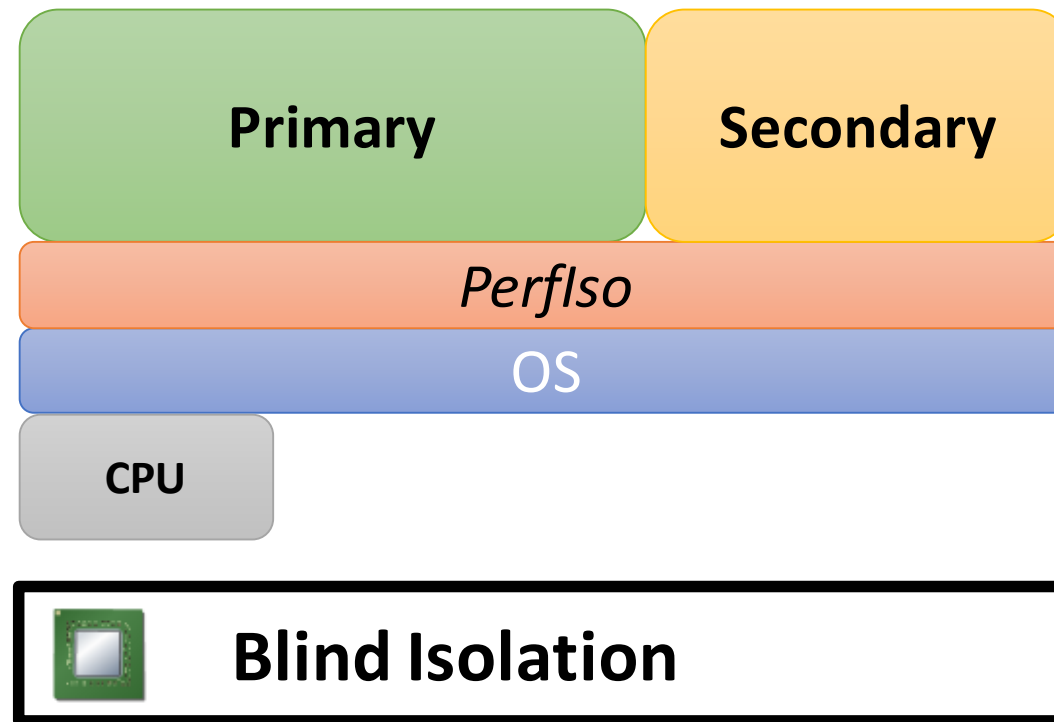 Primary
Secondary
PerfIso
OS
CPU
Blind Isolation